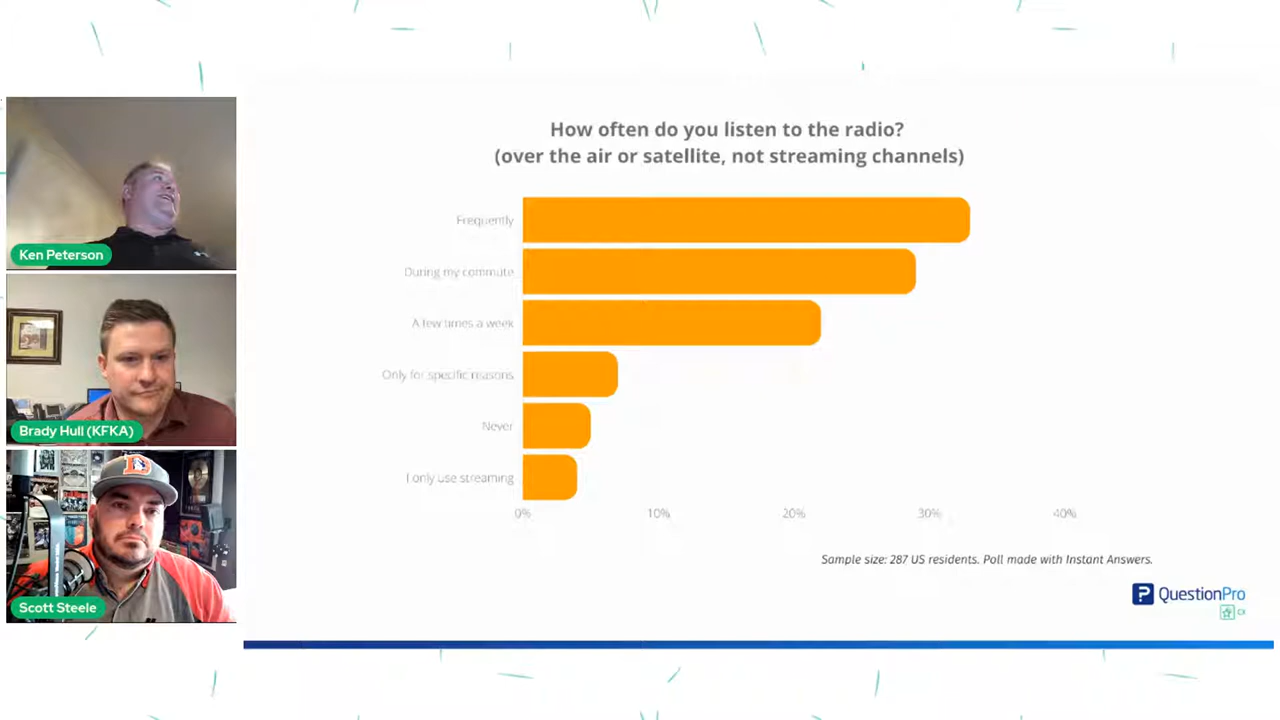 How often do you listen to the radio?
(over the air or satellite, not streaming channels)
Frequently
During my commute
A few times a week
Only for specific reasons
Never
I only use streaming
0% 10% 20% 30% 40%
Sample size: 287 US residents. Poll made with Instant Answers.
QuestionPro
CX
Ken Peterson
Brady Hull (KFKA)
Scott Steele